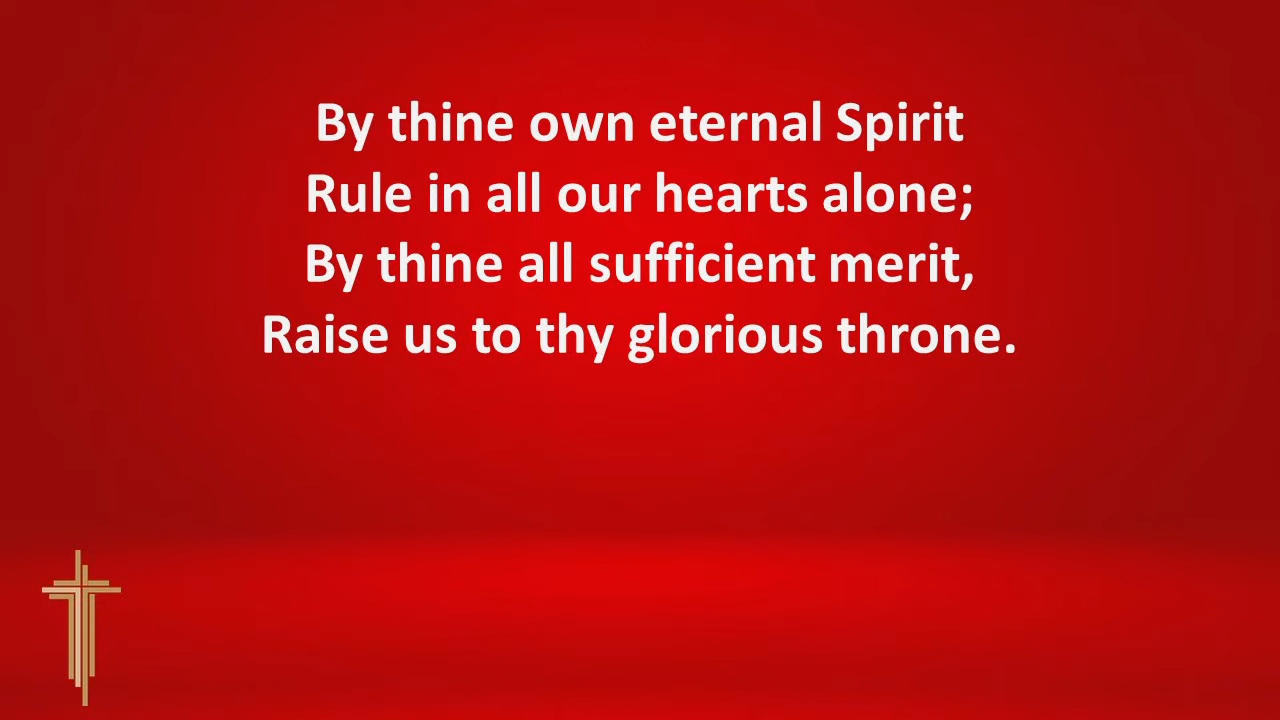 By thine own eternal Spirit
Rule in all our hearts alone;
By thine all sufficient merit,
Raise us to thy glorious throne.